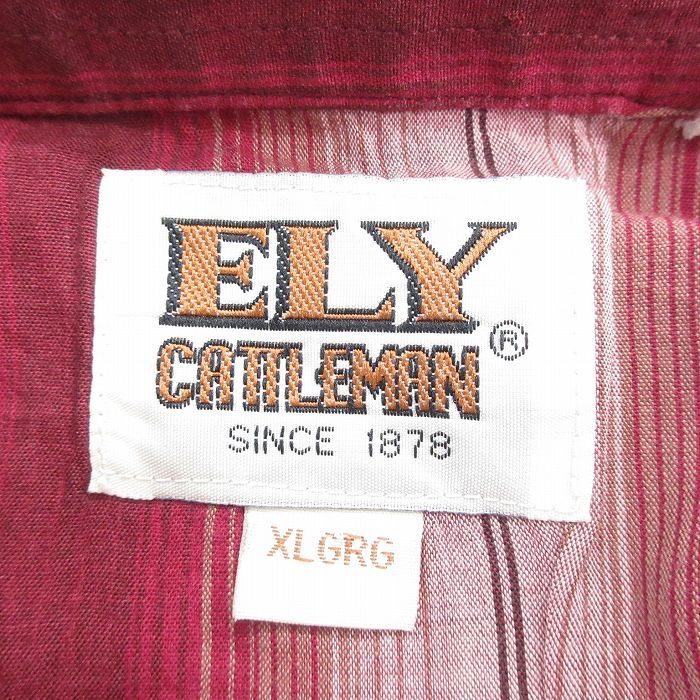 ELY
CATTLEMAN ®
SINCE 1878
XLGRG